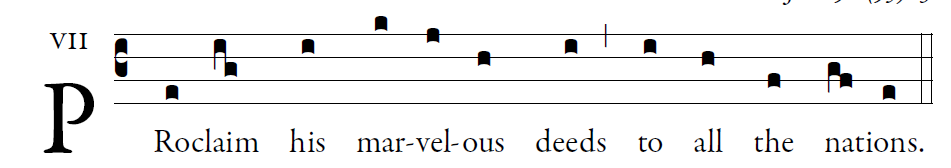 VII
PRoclaim his mar-vel-ous deeds to all the nations.